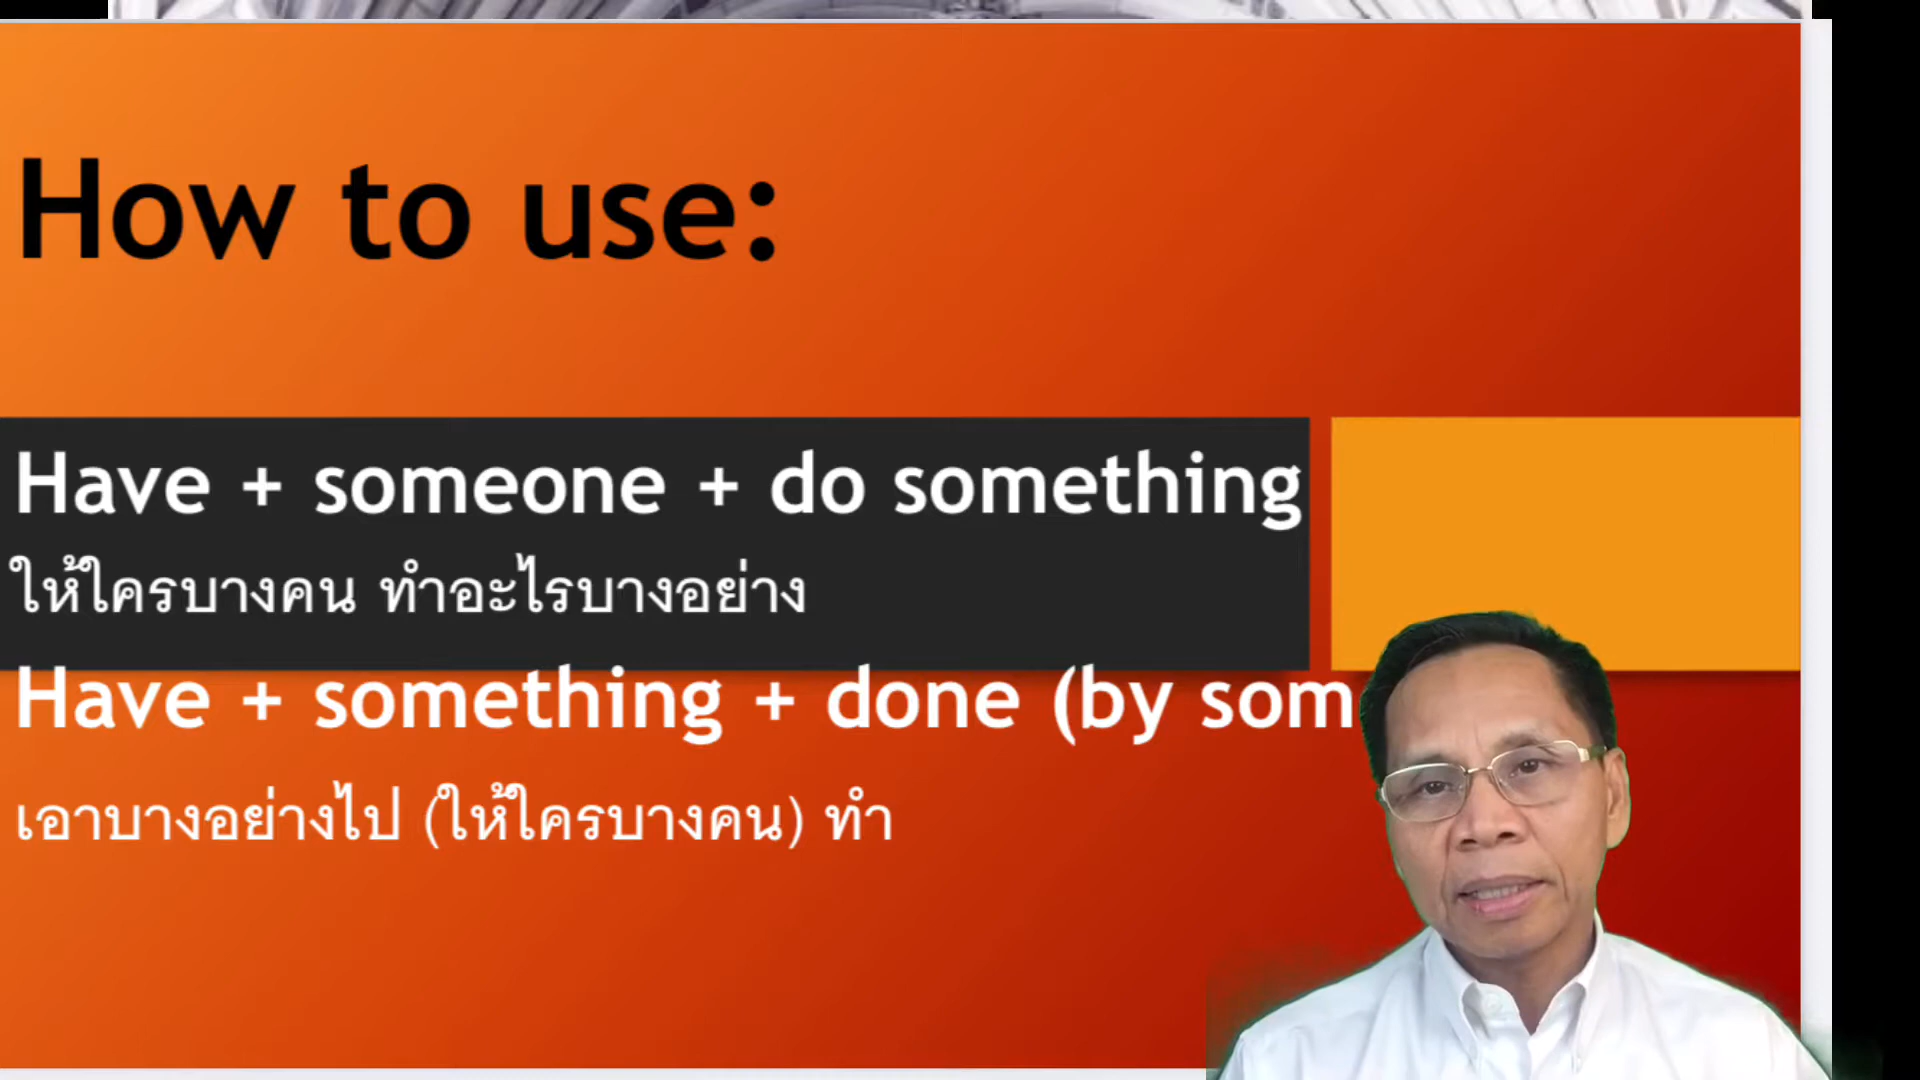 How to use:
Have + someone + do something
ให้ใครบางคน ทำอะไรบางอย่าง
Have + something + done (by som
เอาบางอย่างไป (ให้ใครบางคน) ทำ